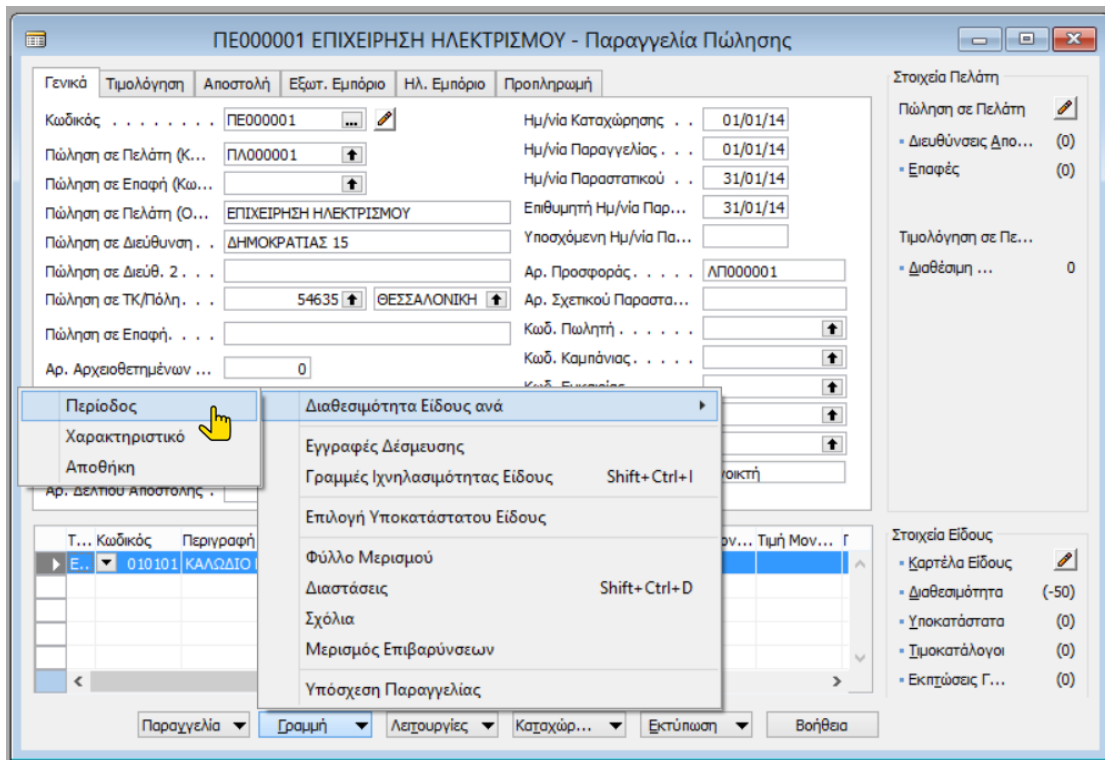 ΠΕ000001 ΕΠΙΧΕΙΡΗΣΗ ΗΛΕΚΤΡΙΣΜΟΥ - Παραγγελία Πώλησης
Γενικά Τιμολόγηση Αποστολή Εξωτ. Εμπόριο Ηλ. Εμπόριο Προπληρωμή
Κωδικός . . . . . . . . ΠΕ000001 ...
Πώληση σε Πελάτη (Κ... ΠΛ000001
Πώληση σε Επαφή (Κω...
Πώληση σε Πελάτη (Ο... ΕΠΙΧΕΙΡΗΣΗ ΗΛΕΚΤΡΙΣΜΟΥ
Πώληση σε Διεύθυνση . . ΔΗΜΟΚΡΑΤΙΑΣ 15
Πώληση σε Διεύθ. 2 . . .
Πώληση σε ΤΚ/Πόλη. . . 54635 ΘΕΣΣΑΛΟΝΙΚΗ
Πώληση σε Επαφή. . . .
Αρ. Αρχειοθετημένων ... 0
Αρ. Δελτίου Αποστολής .
Ημ/νία Καταχώρησης . . 01/01/14
Ημ/νία Παραγγελίας . . . 01/01/14
Ημ/νία Παραστατικού . . 31/01/14
Επιθυμητή Ημ/νία Παρ... 31/01/14
Υποσχόμενη Ημ/νία Πα...
Αρ. Προσφοράς. . . . . ΛΠ000001
Αρ. Σχετικού Παραστα...
Κωδ. Πωλητή . . . . . .
Κωδ. Καμπάνιας. . . . .
Κωδ. Ευκαιρίας
Στοιχεία Πελάτη
Πώληση σε Πελάτη
Διευθύνσεις Απο... (0)
Επαφές (0)
Τιμολόγηση σε Πε...
Διαθέσιμη ... 0
Περίοδος
Χαρακτηριστικό
Αποθήκη
Διαθεσιμότητα Είδους ανά
Εγγραφές Δέσμευσης
Γραμμές Ιχνηλασιμότητας Είδους Shift+Ctrl+I
Επιλογή Υποκατάστατου Είδους
Φύλλο Μερισμού
Διαστάσεις Shift+Ctrl+D
Σχόλια
Μερισμός Επιβαρύνσεων
Υπόσχεση Παραγγελίας
Τ... Κωδικός Περιγραφή Τιμή Μον...
Ε.. 010101 ΚΑΛΩΔΙΟ
Στοιχεία Είδους
Καρτέλα Είδους
Διαθεσιμότητα (-50)
Υποκατάστατα (0)
Τιμοκατάλογοι (0)
Εκπτώσεις Γ... (0)
Παραγγελία Γραμμή Λειτουργίες Καταχώρ... Εκτύπωση Βοήθεια